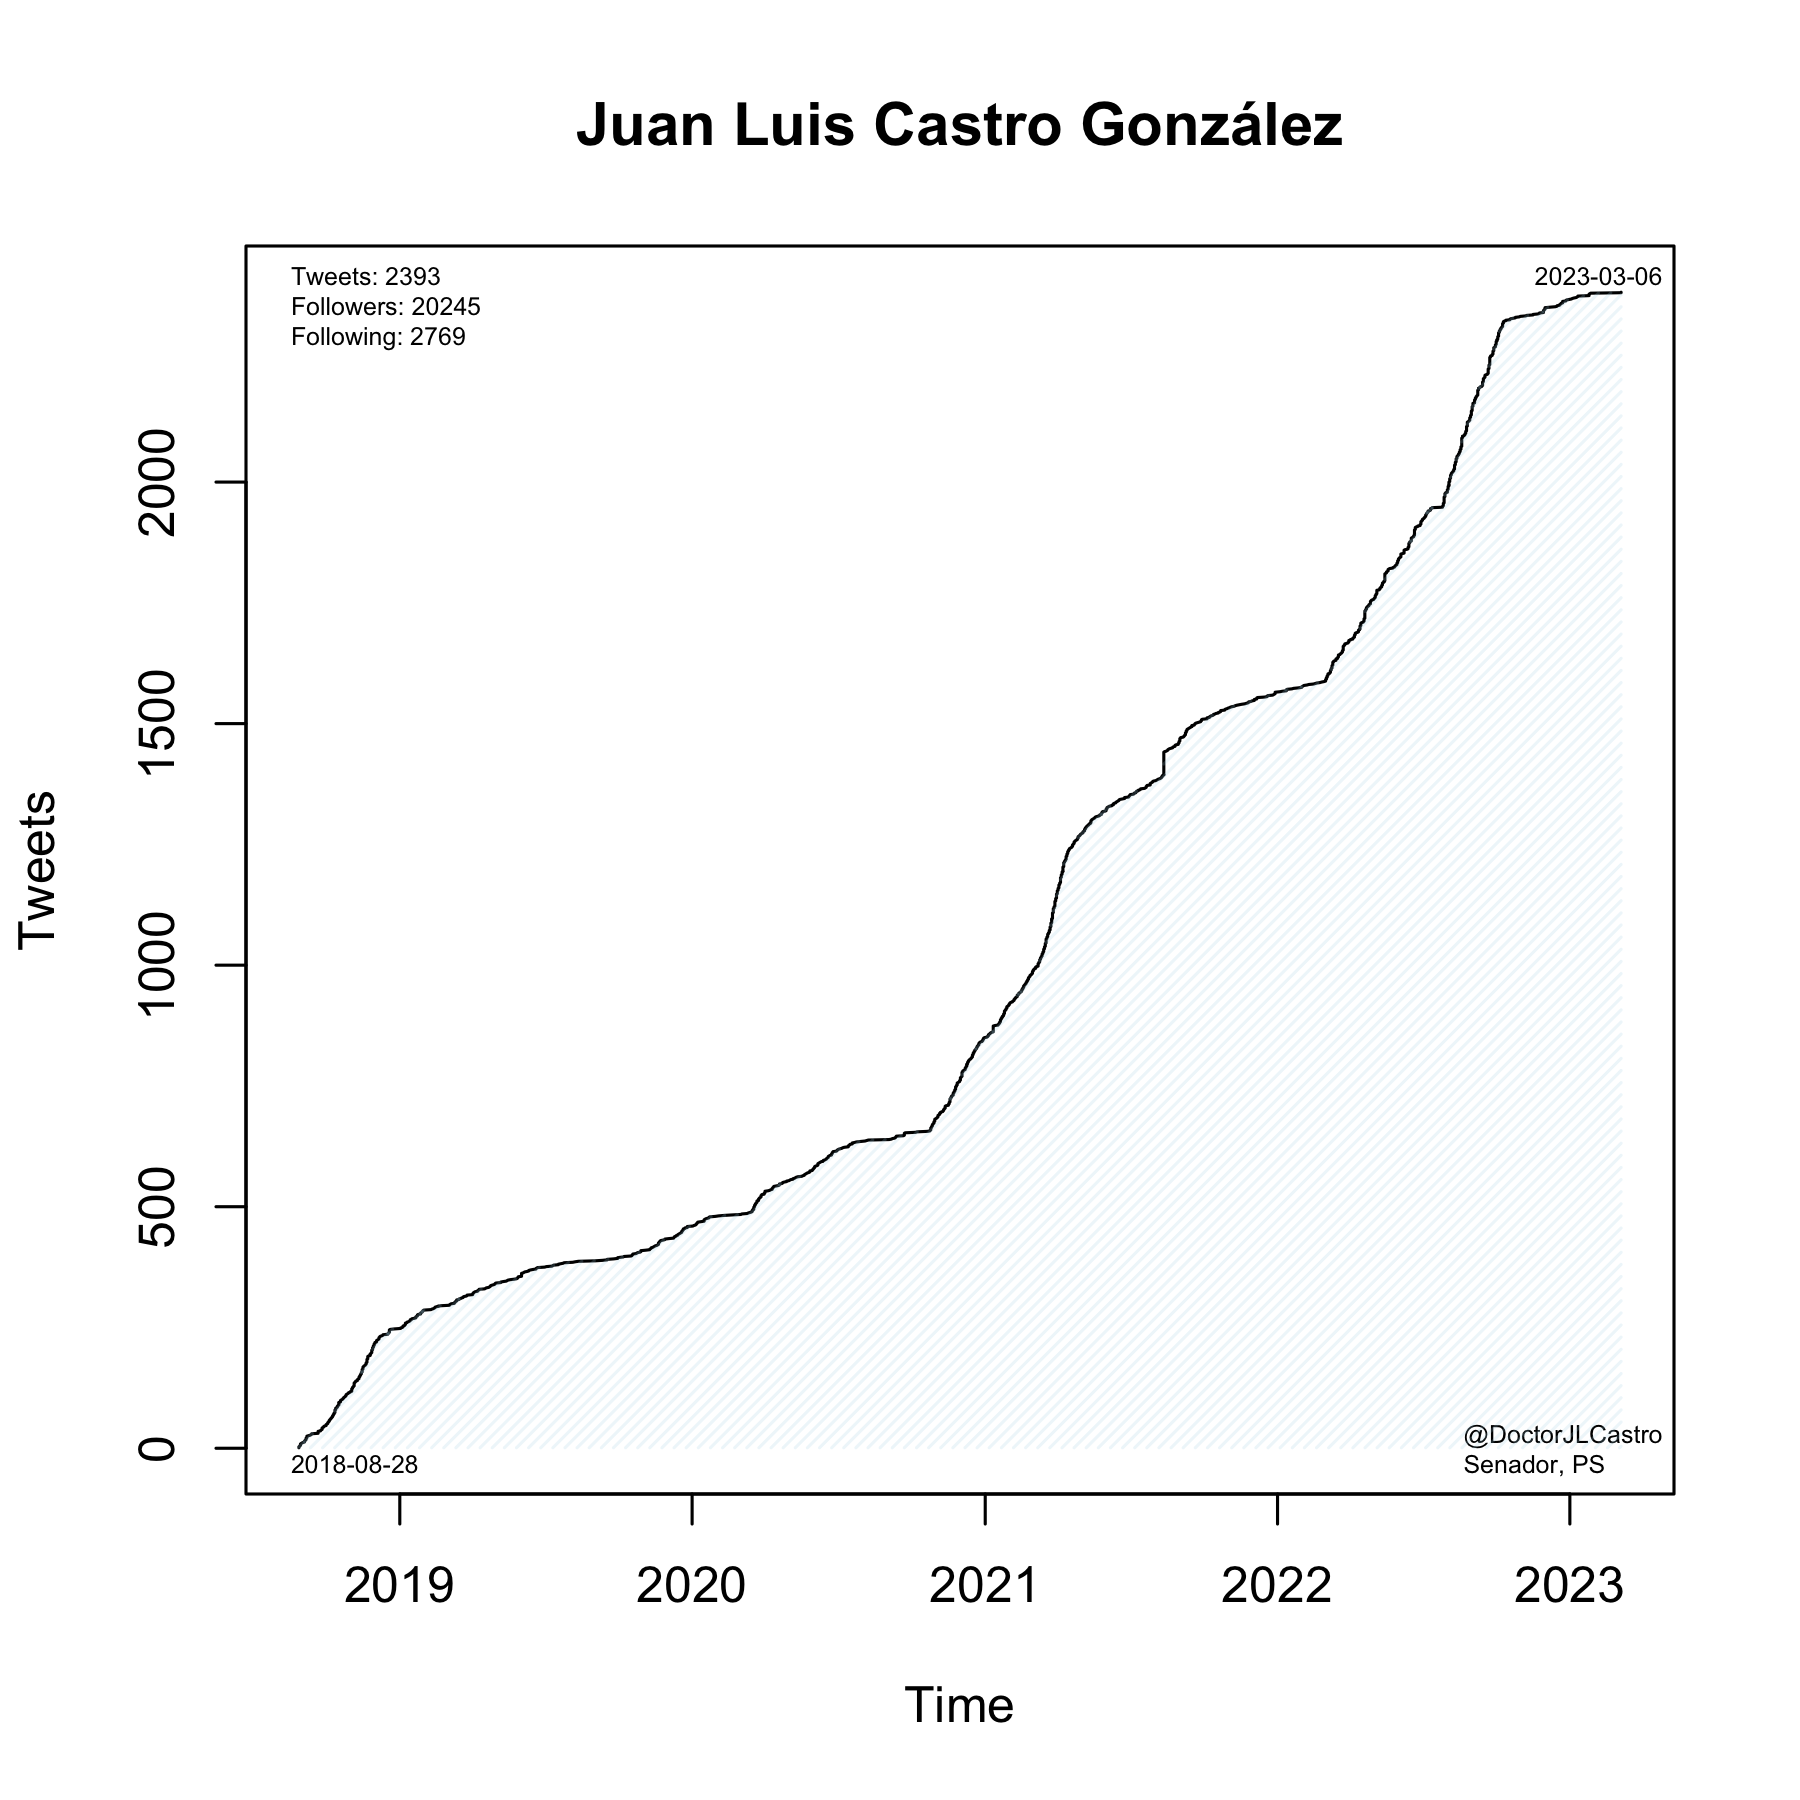 Juan Luis Castro González
Tweets: 2393
Followers: 20245
Following: 2769
2023-03-06
2000
1500
1000
500
0
Tweets
@DoctorJLCastro
Senador, PS
2018-08-28
2019
2020
2021
2022
2023
Time